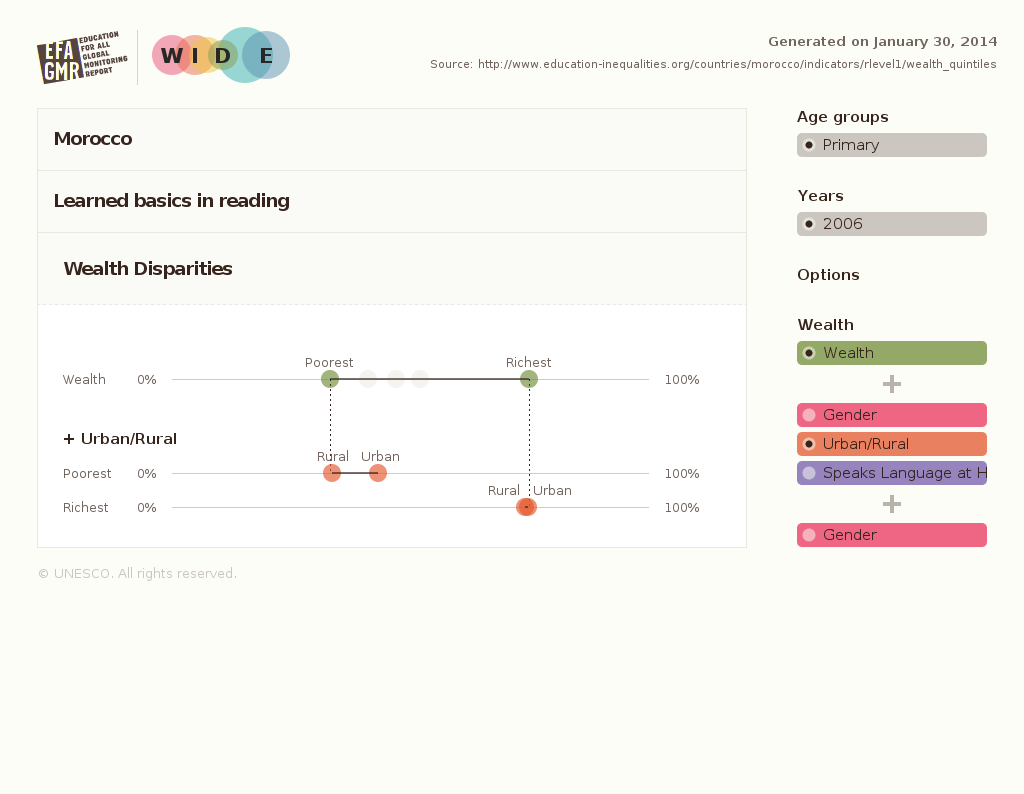 EFA GMR
EDUCATION
FOR ALL
GLOBAL
MONITORING
REPORT
W I D E
Generated on January 30, 2014
Source: http://www.education-inequalities.org/countries/morocco/indicators/rlevel1/wealth_quintiles
Morocco
Learned basics in reading
Wealth Disparities
Poorest Richest
Wealth 0% 100%
+ Urban/Rural
Rural Urban
Poorest 0% 100%
Rural Urban
Richest 0% 100%
© UNESCO. All rights reserved.
Age groups
Primary
Years
2006
Options
Wealth
Wealth
+
Gender
Urban/Rural
Speaks Language at H
+
Gender